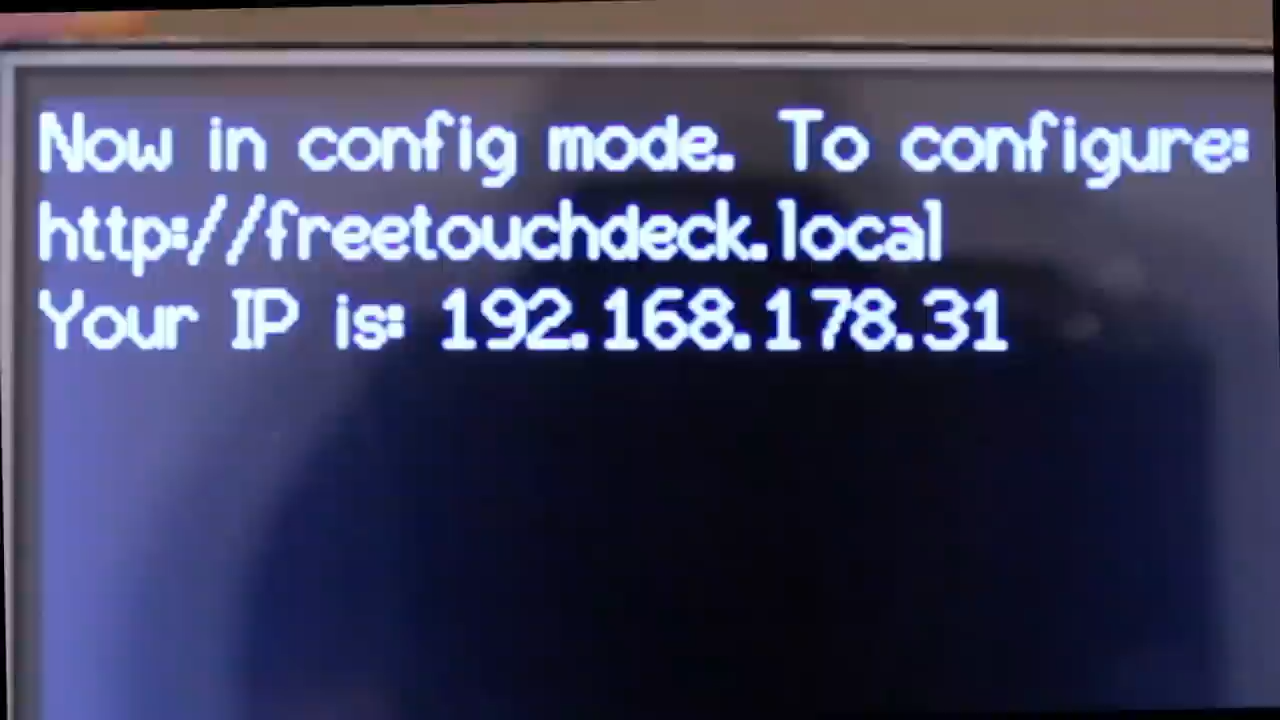 Now in config mode. To configure:
http://freetouchdeck.local
Your IP is: 192.168.178.31